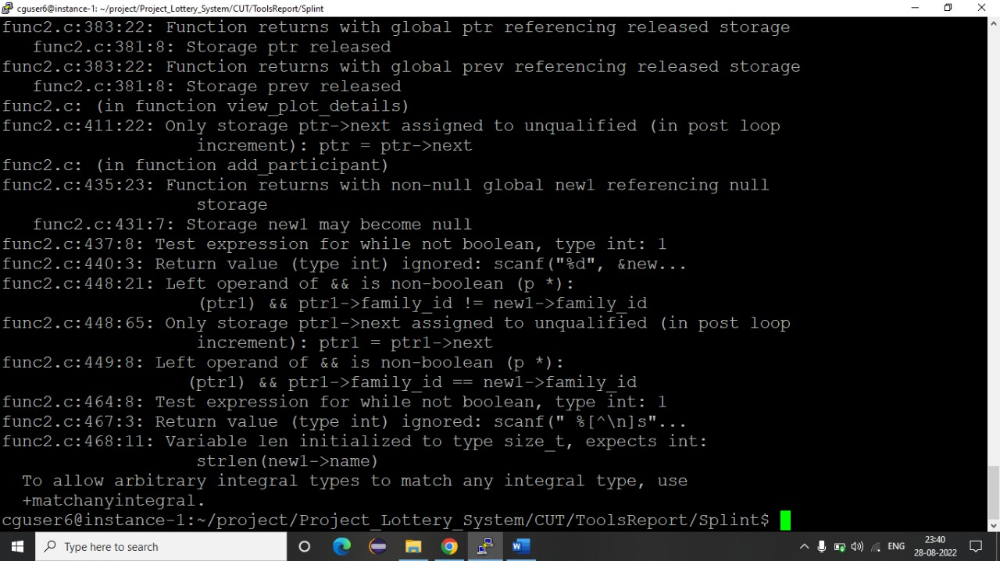 cguser6@instance-1: ~/project/Project_Lottery_System/CUT/ToolsReport/Splint
func2.c:383:22: Function returns with global ptr referencing released storage
func2.c:381:8: Storage ptr released
func2.c:383:22: Function returns with global prev referencing released storage
func2.c:381:8: Storage prev released
func2.c: (in function view_plot_details)
func2.c:411:22: Only storage ptr->next assigned to unqualified (in post loop
increment): ptr = ptr->next
func2.c: (in function add_participant)
func2.c:435:23: Function returns with non-null global new1 referencing null
storage
func2.c:431:7: Storage new1 may become null
func2.c:437:8: Test expression for while not boolean, type int: 1
func2.c:440:3: Return value (type int) ignored: scanf("%d", &new...
func2.c:448:21: Left operand of && is non-boolean (p *):
(ptr1) && ptr1->family_id != new1->family_id
func2.c:448:65: Only storage ptr1->next assigned to unqualified (in post loop
increment): ptr1 = ptr1->next
func2.c:449:8: Left operand of && is non-boolean (p *):
(ptr1) && ptr1->family_id == new1->family_id
func2.c:464:8: Test expression for while not boolean, type int: 1
func2.c:467:3: Return value (type int) ignored: scanf(" %[^\n]s"...
func2.c:468:11: Variable len initialized to type size_t, expects int:
strlen(new1->name)
To allow arbitrary integral types to match any integral type, use
+matchanyintegral.
cguser6@instance-1:~/project/Project_Lottery_System/CUT/ToolsReport/Splint$
Type here to search
ENG
23:40
28-08-2022